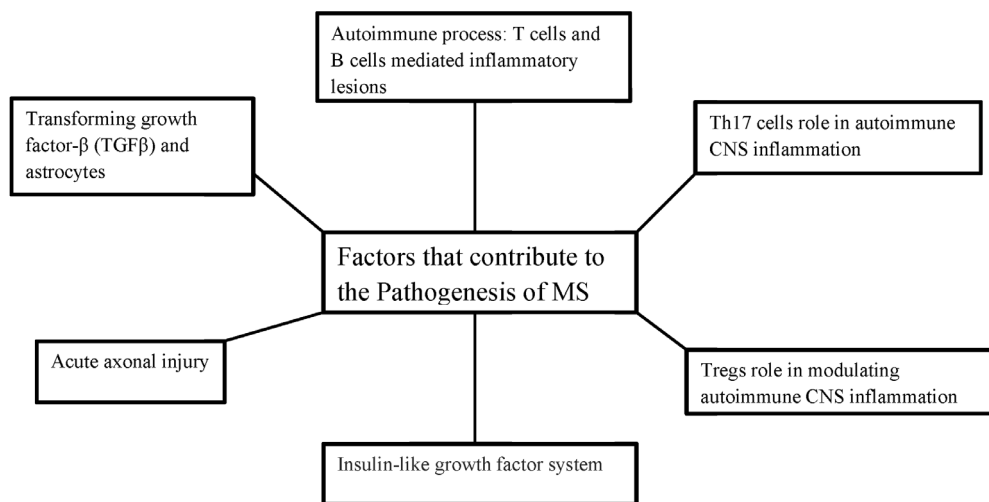 Autoimmune process: T cells and
B cells mediated inflammatory
lesions
Transforming growth
factor-β (TGFβ) and
astrocytes
Th17 cells role in autoimmune
CNS inflammation
Factors that contribute to
the Pathogenesis of MS
Acute axonal injury
Tregs role in modulating
autoimmune CNS inflammation
Insulin-like growth factor system